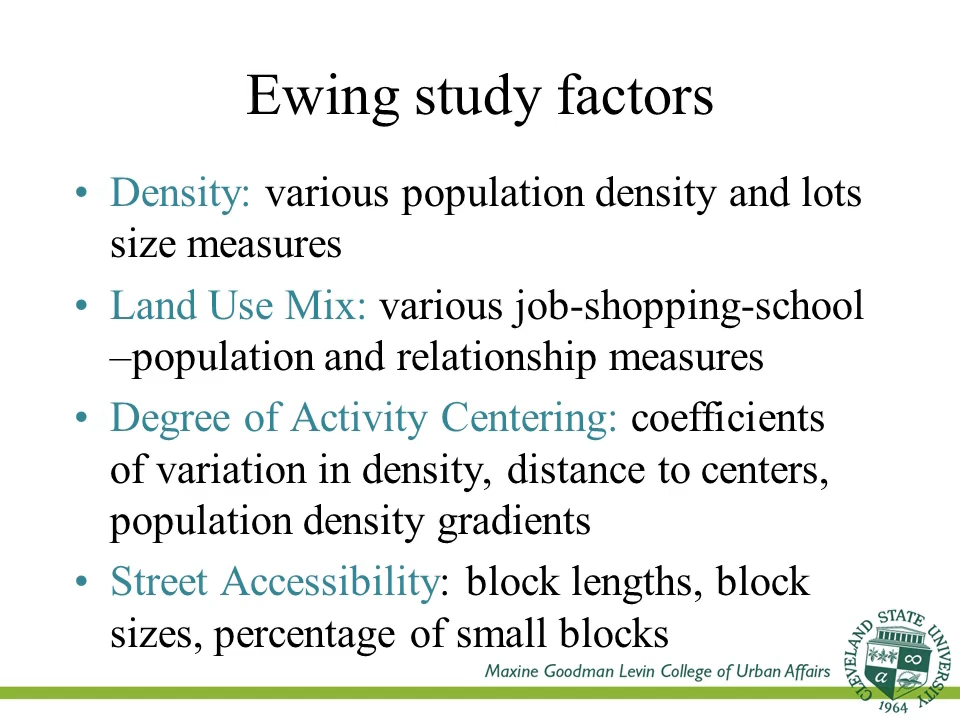 Ewing study factors
• Density: various population density and lots
size measures
• Land Use Mix: various job-shopping-school
–population and relationship measures
• Degree of Activity Centering: coefficients
of variation in density, distance to centers,
population density gradients
• Street Accessibility: block lengths, block
sizes, percentage of small blocks
Maxine Goodman Levin College of Urban Affairs
CLEVELAND STATE UNIVERSITY
α ∞
1964